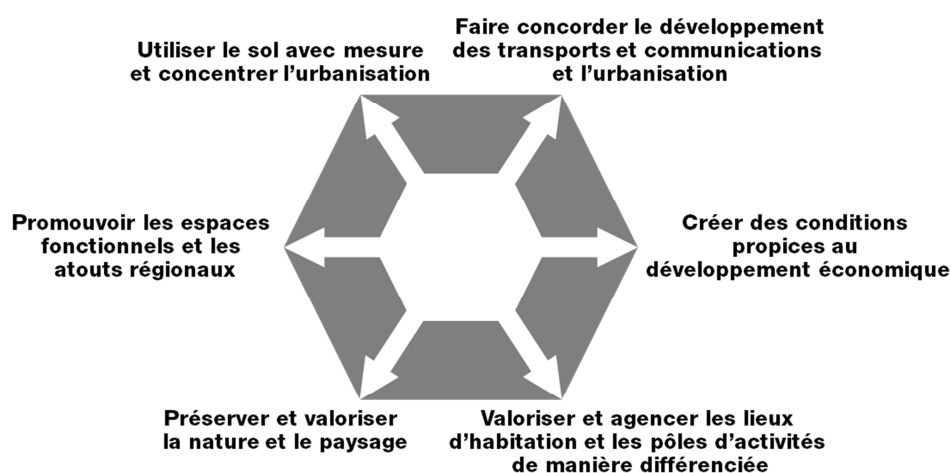 Utiliser le sol avec mesure
et concentrer l'urbanisation
Faire concorder le développement
des transports et communications
et l'urbanisation
Promouvoir les espaces
fonctionnels et les
atouts régionaux
Créer des conditions
propices au
développement économique
Préserver et valoriser
la nature et le paysage
Valoriser et agencer les lieux
d'habitation et les pôles d'activités
de manière différenciée